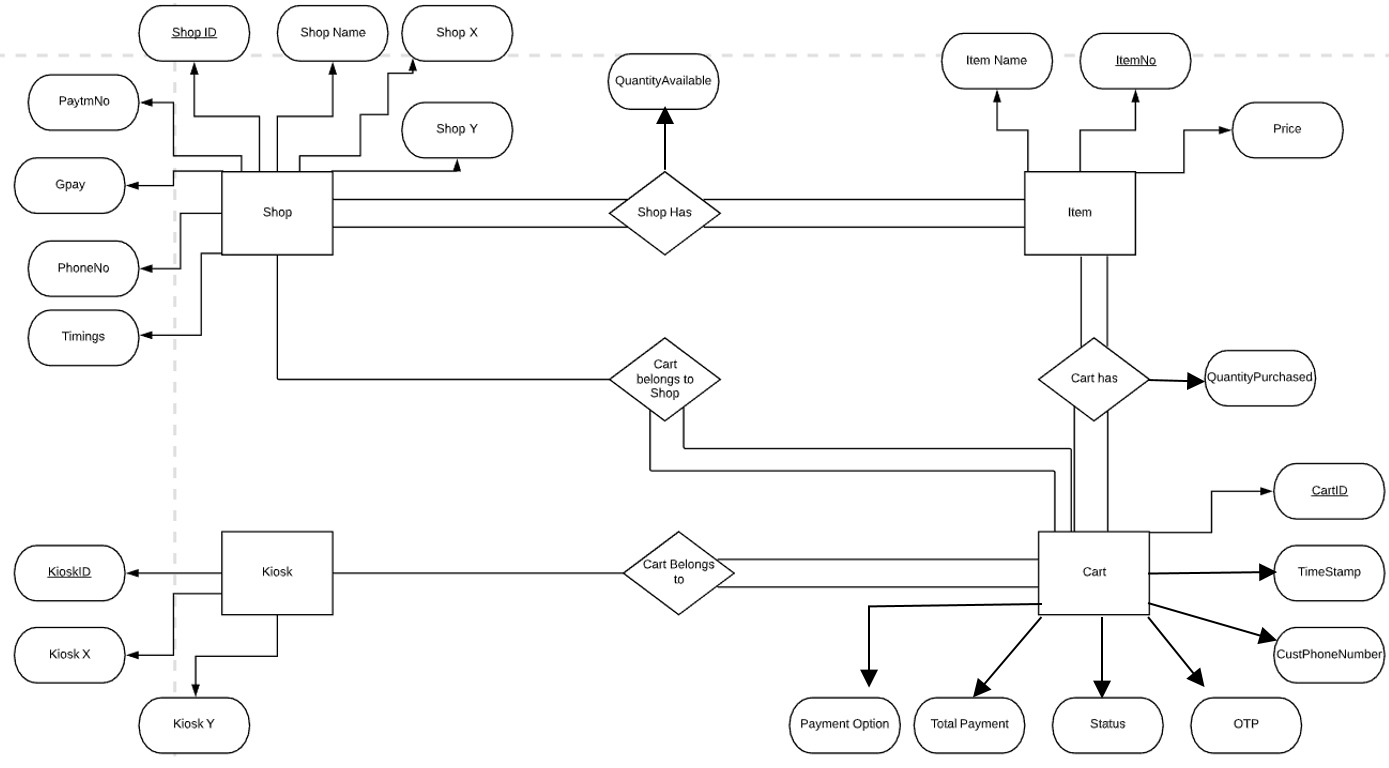 Shop ID
Shop Name
Shop X
Item Name
ItemNo
QuantityAvailable
PaytmNo
Shop Y
Price
Gpay
Shop
Shop Has
Item
PhoneNo
Timings
Cart
belongs to
Shop
Cart has
QuantityPurchased
CartID
KioskID
Kiosk
Cart Belongs
to
Cart
TimeStamp
Kiosk X
CustPhoneNumber
Kiosk Y
Payment Option
Total Payment
Status
OTP